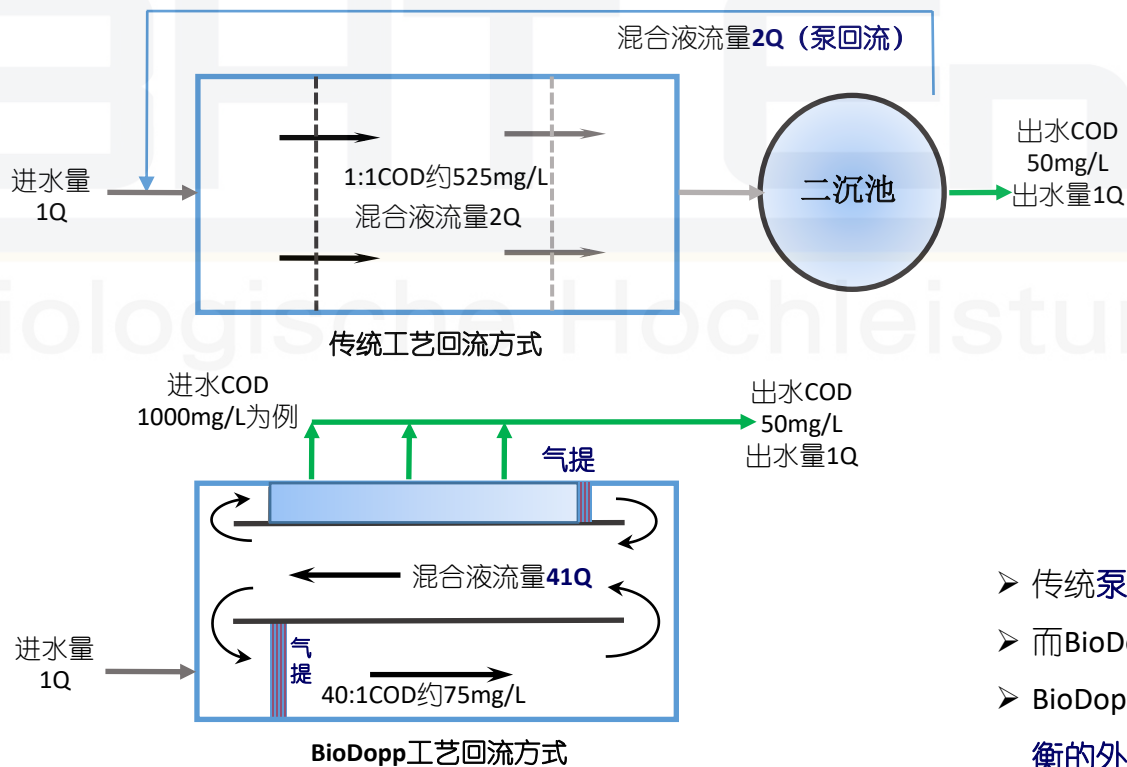 混合液流量2Q（泵回流）
进水量
1Q
1:1COD约525mg/L
混合液流量2Q
二沉池
出水COD
50mg/L
出水量1Q
iologische Hochleistu
传统工艺回流方式
进水COD
1000mg/L为例
出水COD
50mg/L
出水量1Q
气提
混合液流量41Q
进水量
1Q
气
提
40:1COD约75mg/L
BioDopp工艺回流方式
➢ 传统泵
➢ 而BioD
➢ BioDop
衡的外